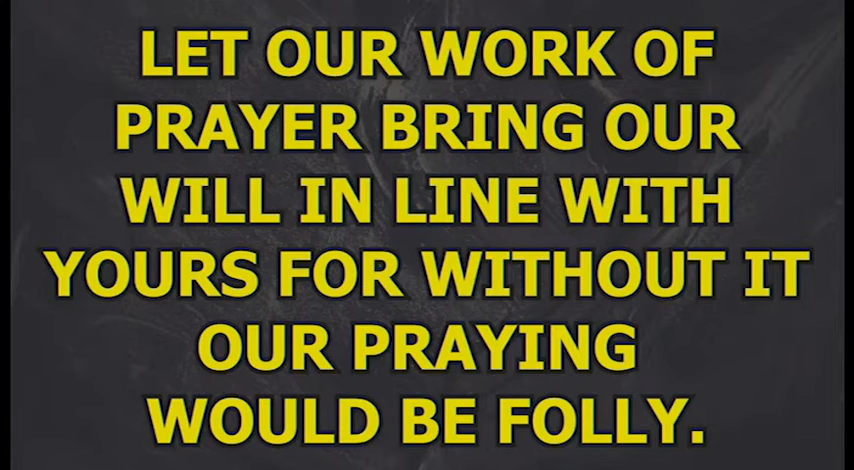 LET OUR WORK OF
PRAYER BRING OUR
WILL IN LINE WITH
YOURS FOR WITHOUT IT
OUR PRAYING
WOULD BE FOLLY.